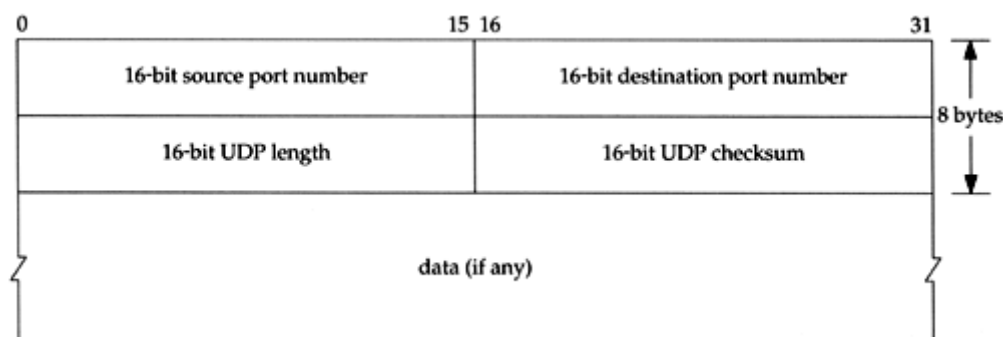 0 15 16 31
16-bit source port number 16-bit destination port number
8 bytes
16-bit UDP length 16-bit UDP checksum
data (if any)